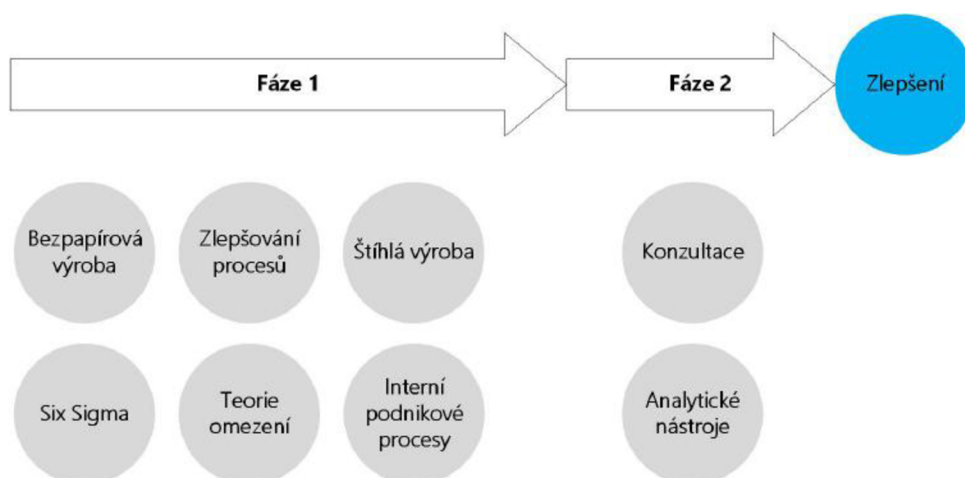 Fáze 1
Fáze 2
Zlepšení
Bezpapírová
výroba
Zlepšování
procesů
Štíhlá výroba
Konzultace
Six Sigma
Teorie
omezení
Interní
podnikové
procesy
Analytické
nástroje